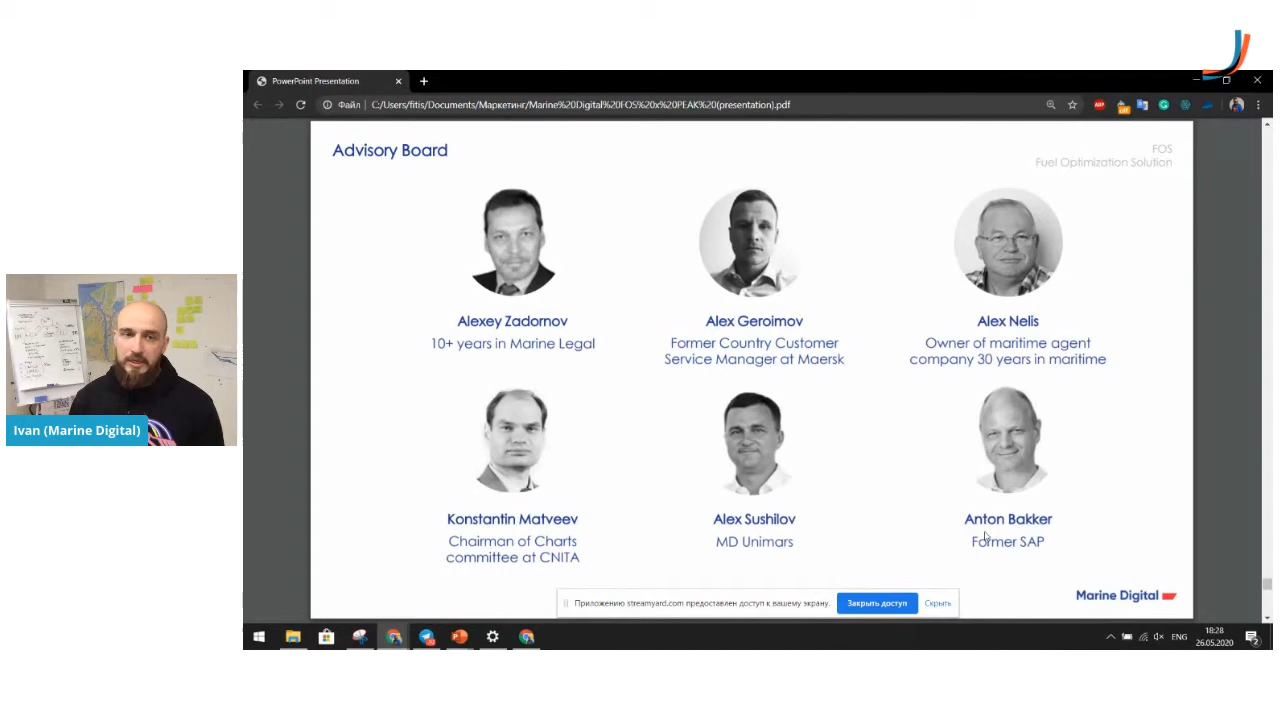 PowerPoint Presentation
Файл
C:/Users/fitis/Documents/Маркетинг/Marine%20Digital%20FOS%20x%20PEAK%20(presentation).pdf
Advisory Board
FOS
Fuel Optimization Solution
Alexey Zadornov
10+ years in Marine Legal
Alex Geroimov
Former Country Customer
Service Manager at Maersk
Alex Nelis
Owner of maritime agent
company 30 years in maritime
Ivan (Marine Digital)
Konstantin Matveev
Chairman of Charts
committee at CNITA
Alex Sushilov
MD Unimars
Anton Bakker
Former SAP
Marine Digital
Приложению streamyard.com предоставлен доступ к вашему экрану.
Закрыть доступ
Скрыть
ENG
18:28
26.05.2020